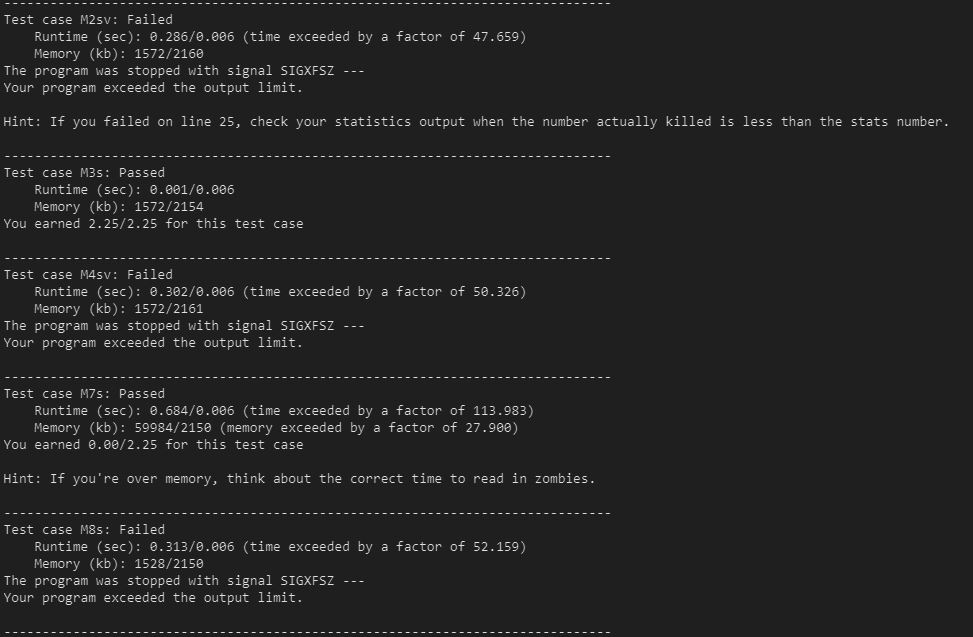 -------------------------------------------------------------------------------
Test case M2sv: Failed
    Runtime (sec): 0.286/0.006 (time exceeded by a factor of 47.659)
    Memory (kb): 1572/2160
The program was stopped with signal SIGXFSZ ---
Your program exceeded the output limit.

Hint: If you failed on line 25, check your statistics output when the number actually killed is less than the stats number.

-------------------------------------------------------------------------------
Test case M3s: Passed
    Runtime (sec): 0.001/0.006
    Memory (kb): 1572/2154
You earned 2.25/2.25 for this test case

-------------------------------------------------------------------------------
Test case M4sv: Failed
    Runtime (sec): 0.302/0.006 (time exceeded by a factor of 50.326)
    Memory (kb): 1572/2161
The program was stopped with signal SIGXFSZ ---
Your program exceeded the output limit.

-------------------------------------------------------------------------------
Test case M7s: Passed
    Runtime (sec): 0.684/0.006 (time exceeded by a factor of 113.983)
    Memory (kb): 59984/2150 (memory exceeded by a factor of 27.900)
You earned 0.00/2.25 for this test case

Hint: If you're over memory, think about the correct time to read in zombies.

-------------------------------------------------------------------------------
Test case M8s: Failed
    Runtime (sec): 0.313/0.006 (time exceeded by a factor of 52.159)
    Memory (kb): 1528/2150
The program was stopped with signal SIGXFSZ ---
Your program exceeded the output limit.

-------------------------------------------------------------------------------